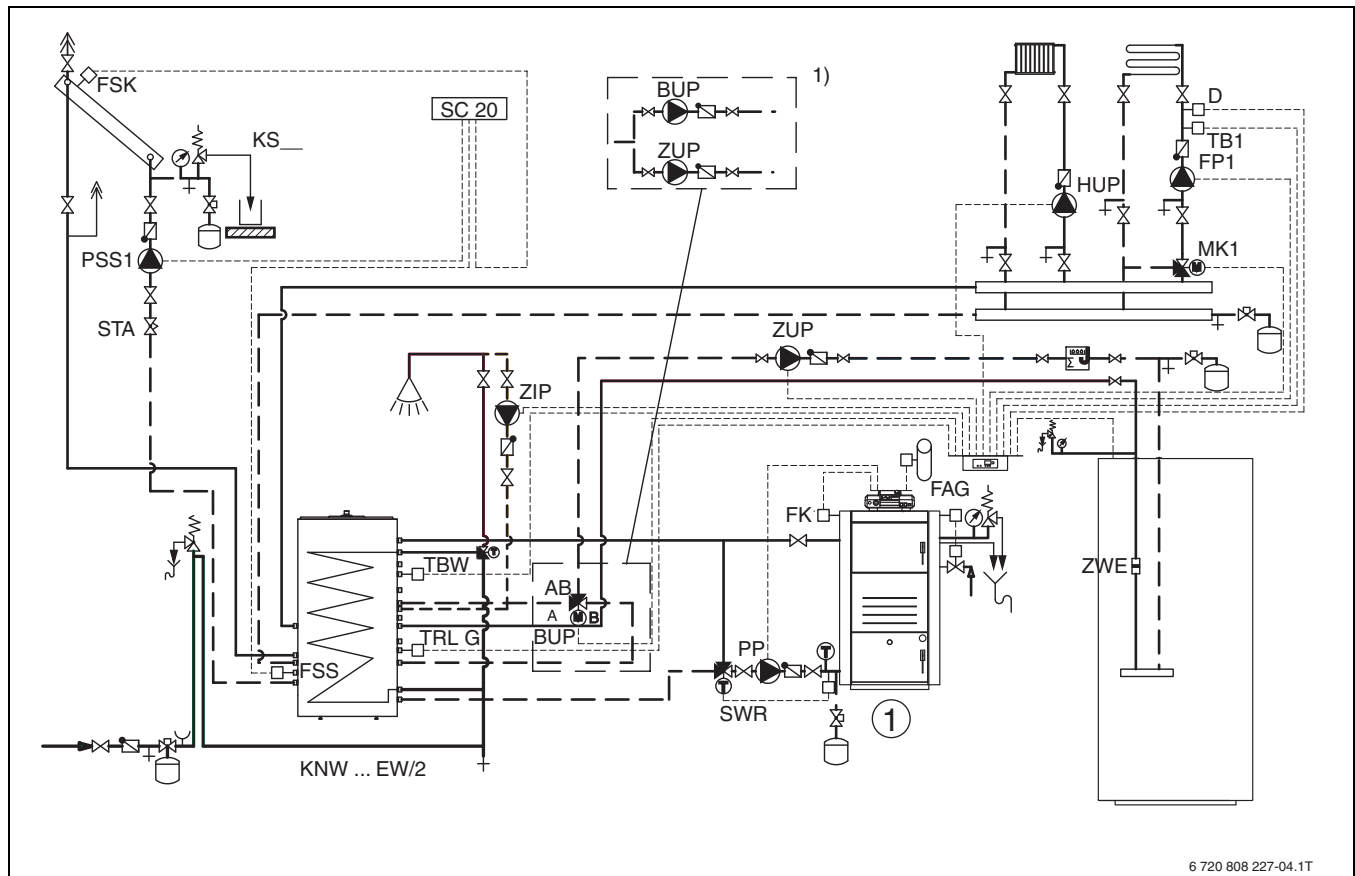 FSK
SC 20
KS__
1)
BUP
ZUP
D
TB1
FP1
HUP
MK1
M
PSS1
STA
ZUP
Σ
ZIP
FAG
FK
ZWE
T
TBW
AB
A
M
B
TRL G
BUP
PP
T
FSS
T
SWR
1
KNW ... EW/2
6 720 808 227-04.1T